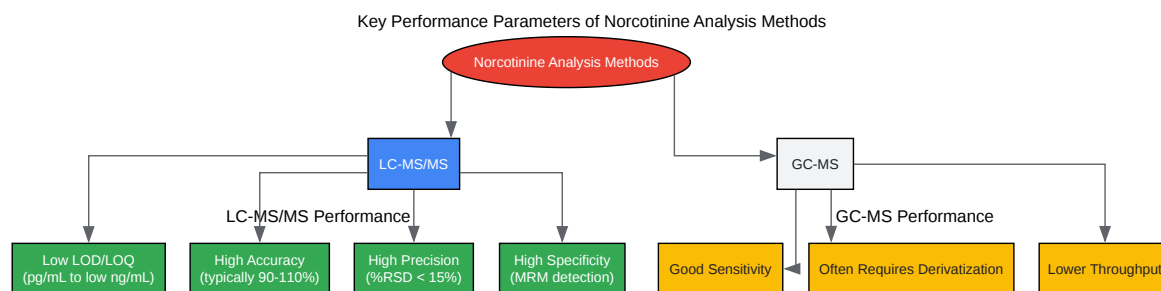 Key Performance Parameters of Norcotinine Analysis Methods
Norcotinine Analysis Methods
LC-MS/MS
GC-MS
LC-MS/MS Performance
GC-MS Performance
Low LOD/LOQ
(pg/mL to low ng/mL)
High Accuracy
(typically 90-110%)
High Precision
(%RSD < 15%)
High Specificity
(MRM detection)
Good Sensitivity
Often Requires Derivatization
Lower Throughput